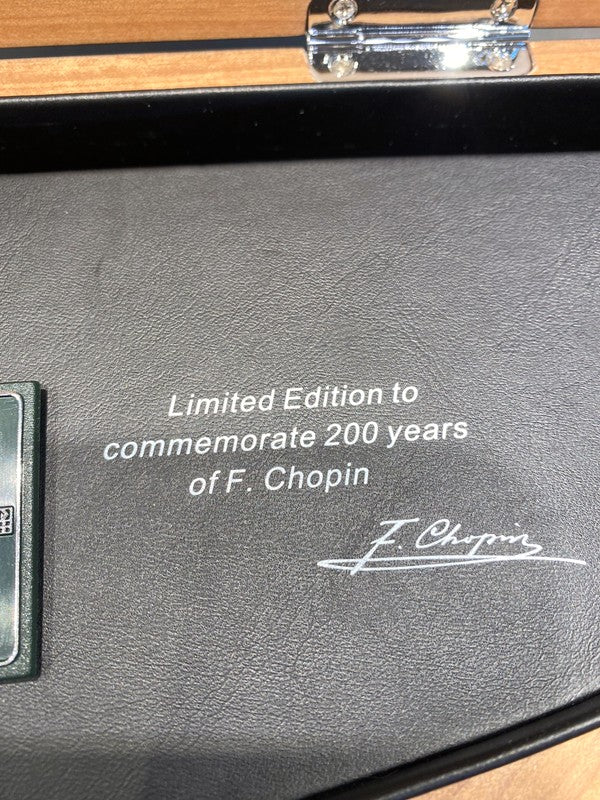 Limited Edition to
commemorate 200 years
of F. Chopin
F. Chopin